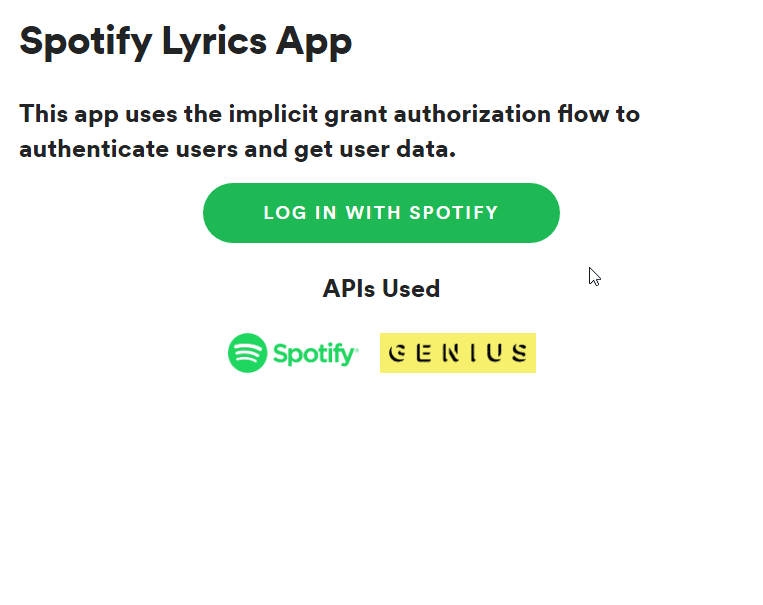 Spotify Lyrics App
This app uses the implicit grant authorization flow to
authenticate users and get user data.
LOG IN WITH SPOTIFY
APIs Used
Spotify GENIUS